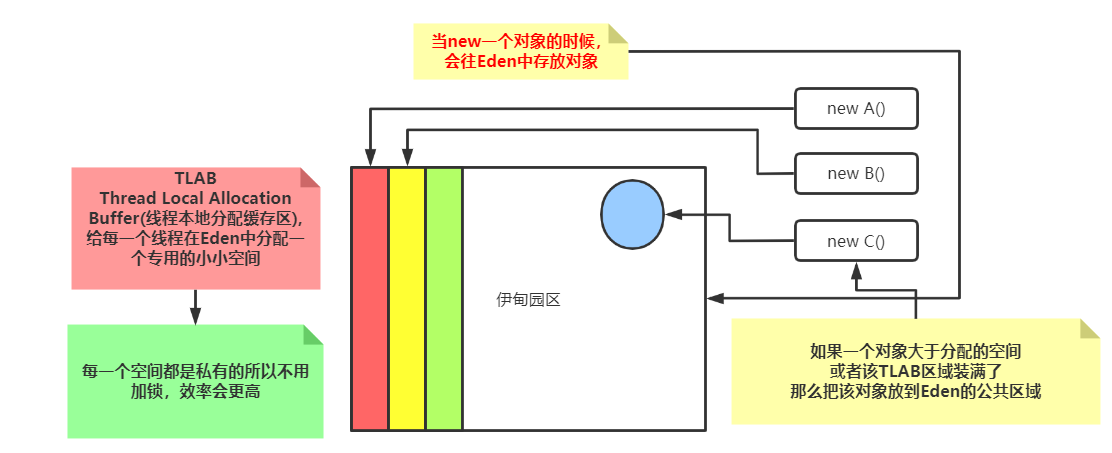 当new一个对象的时候，
会往Eden中存放对象
new A()
new B()
new C()
TLAB
Thread Local Allocation
Buffer(线程本地分配缓存区),
给每一个线程在Eden中分配一
个专用的小小空间
伊甸园区
每一个空间都是私有的所以不用
加锁，效率会更高
如果一个对象大于分配的空间
或者该TLAB区域装满了
那么把该对象放到Eden的公共区域